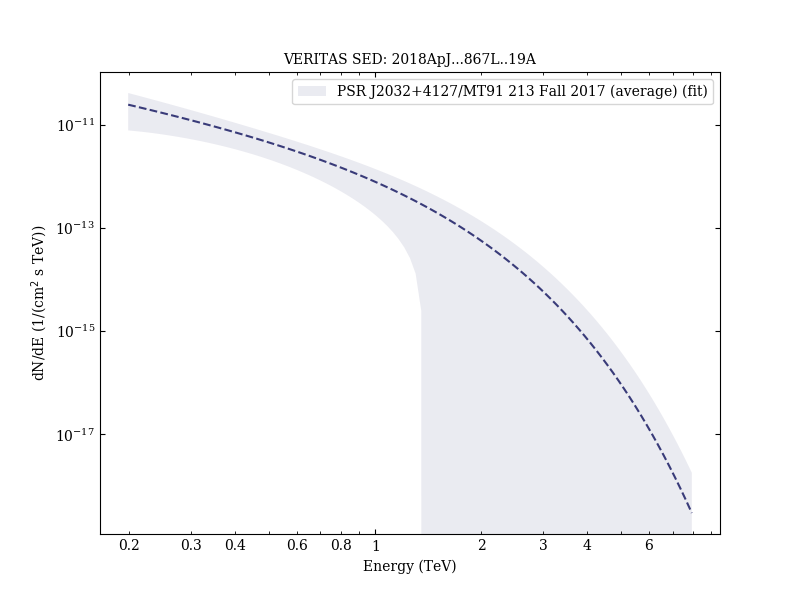 VERITAS SED: 2018ApJ...867L..19A
PSR J2032+4127/MT91 213 Fall 2017 (average) (fit)
dN/dE (1/(cm² s TeV))
10⁻¹¹
10⁻¹³
10⁻¹⁵
10⁻¹⁷
0.2 0.3 0.4 0.6 0.8 1 2 3 4 6
Energy (TeV)